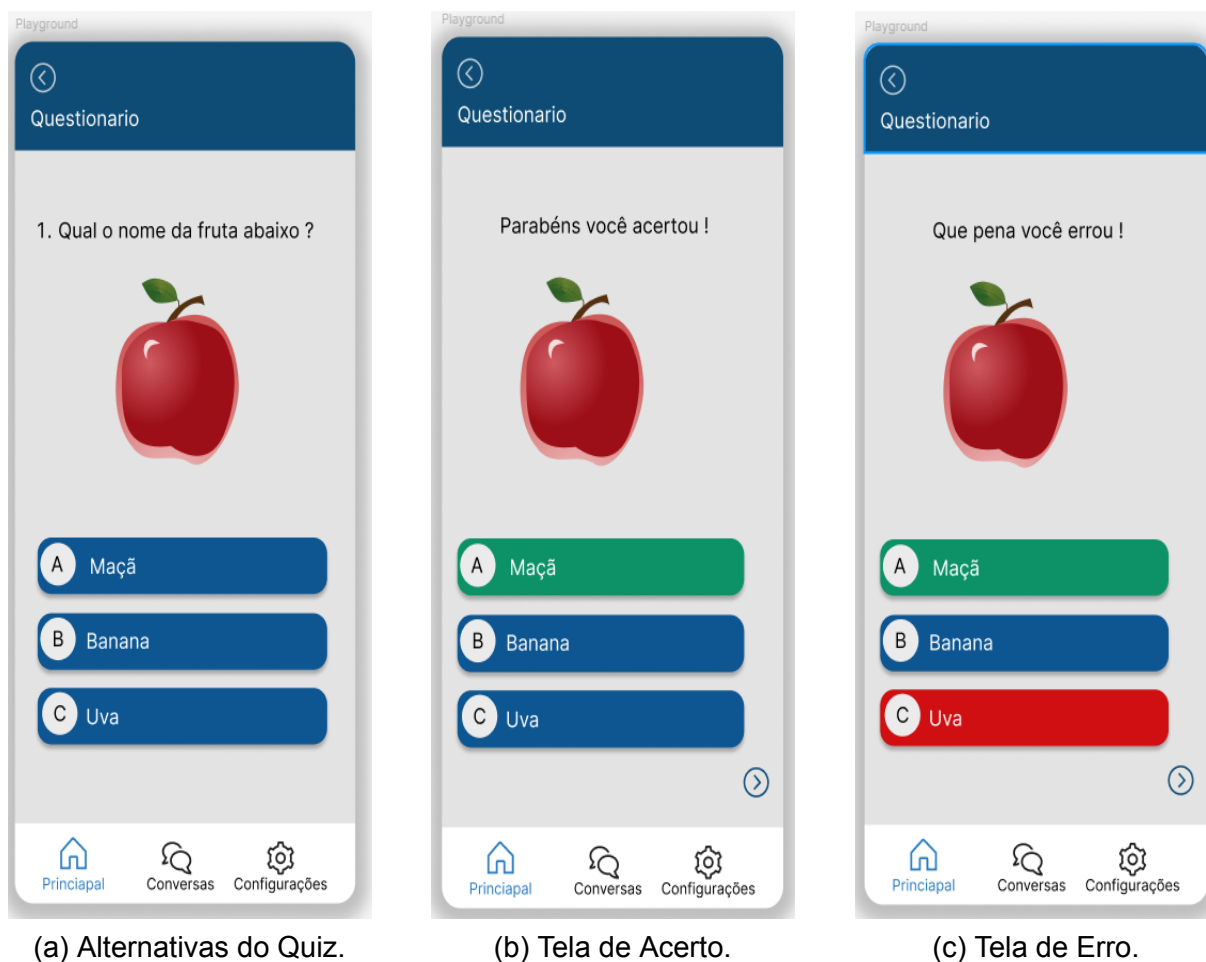 Playground
Questionario
1. Qual o nome da fruta abaixo ?
A Maçã
B Banana
C Uva
Princiapal Conversas Configurações
(a) Alternativas do Quiz.
Playground
Questionario
Parabéns você acertou !
A Maçã
B Banana
C Uva
Princiapal Conversas Configurações
(b) Tela de Acerto.
Playground
Questionario
Que pena você errou !
A Maçã
B Banana
C Uva
Princiapal Conversas Configurações
(c) Tela de Erro.